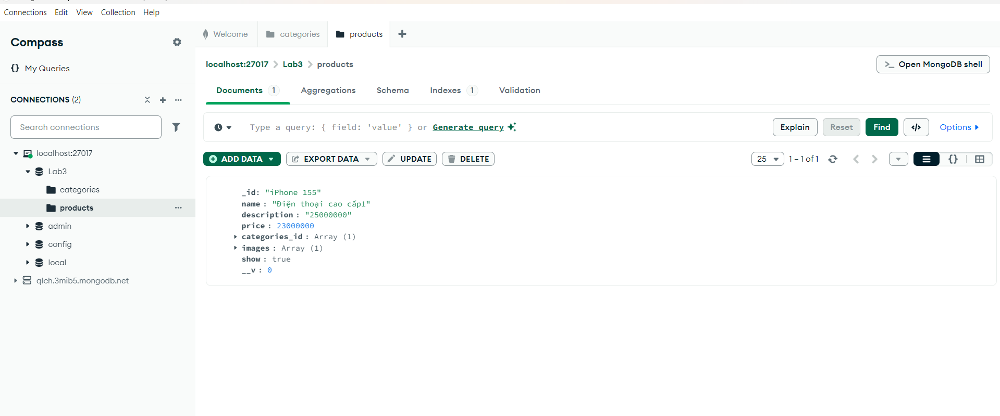 Connections Edit View Collection Help
Compass
My Queries
CONNECTIONS (2)
Search connections
localhost:27017
Lab3
categories
products
admin
config
local
qlch.3mib5.mongodb.net
Welcome categories products
localhost:27017 > Lab3 > products
>_ Open MongoDB shell
Documents 1 Aggregations Schema Indexes 1 Validation
Type a query: { field: 'value' } or Generate query
Explain Reset Find </> Options
ADD DATA EXPORT DATA UPDATE DELETE
25 1 – 1 of 1 {}
_id: "iPhone 155"
name : "Điện thoại cao cấp1"
description : "25000000"
price : 23000000
categories_id : Array (1)
images : Array (1)
show : true
__v : 0